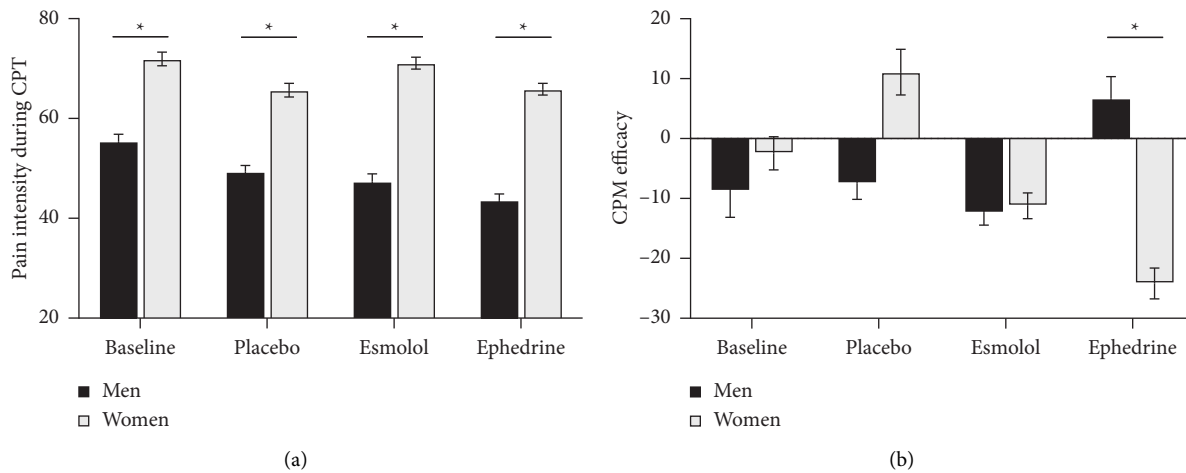 Pain intensity during CPT
80
60
40
20
* * * *
Baseline Placebo Esmolol Ephedrine
Men
Women
(a)
CPM efficacy
20
10
0
−10
−20
−30
*
Baseline Placebo Esmolol Ephedrine
Men
Women
(b)